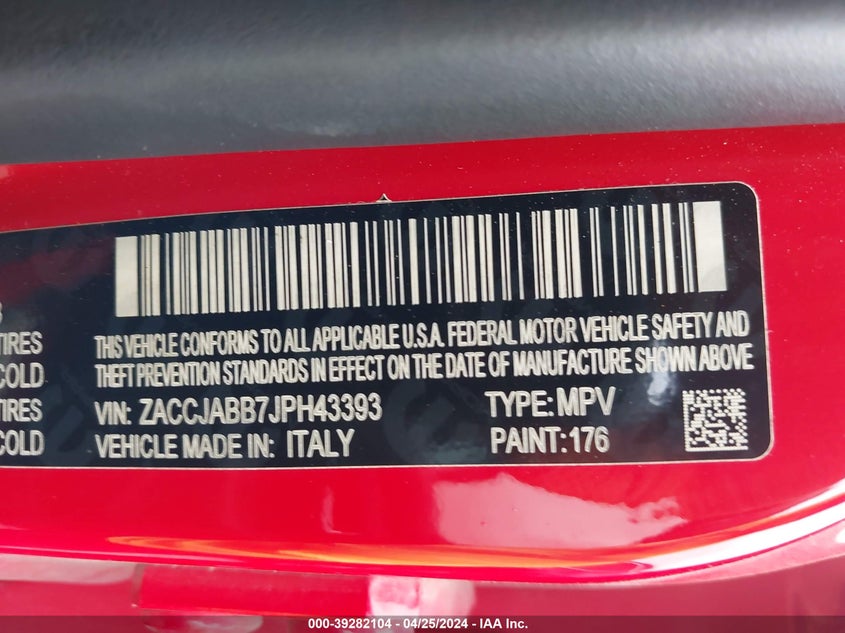 THIS VEHICLE CONFORMS TO ALL APPLICABLE U.S.A. FEDERAL MOTOR VEHICLE SAFETY AND
TIRES
THEFT PREVENTION STANDARDS IN EFFECT ON THE DATE OF MANUFACTURE SHOWN ABOVE
COLD
TIRES
VIN: ZACCJABB7JPH43393 TYPE: MPV
COLD
VEHICLE MADE IN: ITALY PAINT:176
000-39282104 / 04/25/2024 / IAA Inc.